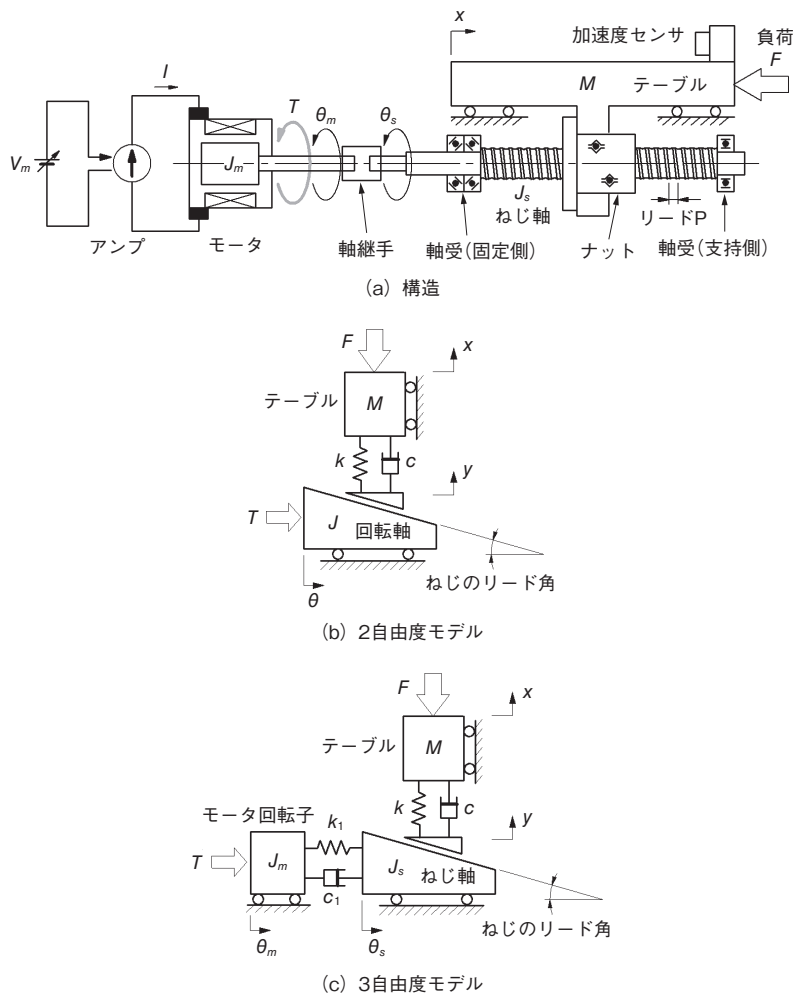 x
加速度センサ
負荷
F
I
M テーブル
T
θm
θs
Vm
Jm
Js
ねじ軸
リードP
アンプ
モータ
軸継手
軸受(固定側)
ナット
軸受(支持側)
(a) 構造
F
x
テーブル
M
k
c
y
T
J 回転軸
ねじのリード角
θ
(b) 2自由度モデル
F
x
テーブル
M
モータ回転子
k
c
y
k1
T
Jm
Js ねじ軸
c1
ねじのリード角
θm
θs
(c) 3自由度モデル